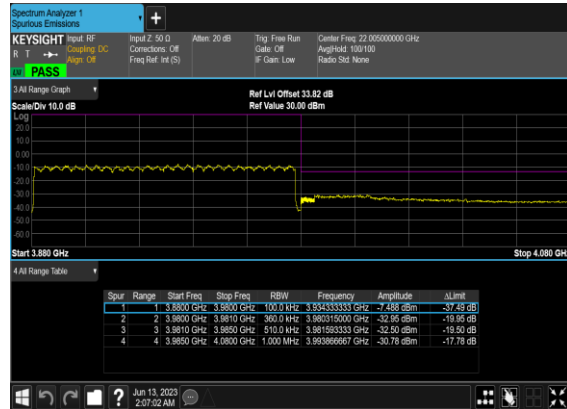 Spectrum Analyzer 1
Spurious Emissions
KEYSIGHT Input: RF Input Z: 50 Ω Atten: 20 dB Trig: Free Run Center Freq: 22.005000000 GHz
R T Coupling: DC Corrections: Off Gate: Off Avg|Hold: 100/100
Align: Off Freq Ref: Int (S) IF Gain: Low Radio Std: None
PASS
3 All Range Graph
Ref Lvl Offset 33.82 dB
Scale/Div 10.0 dB Ref Value 30.00 dBm
Log
20.0
10.0
0.00
-10.0
-20.0
-30.0
-40.0
-50.0
-60.0
Start 3.880 GHz Stop 4.080 GH
4 All Range Table
Spur Range Start Freq Stop Freq RBW Frequency Amplitude ΔLimit
1 1 3.8800 GHz 3.9800 GHz 100.0 kHz 3.934333333 GHz -7.488 dBm -37.49 dB
2 2 3.9800 GHz 3.9810 GHz 360.0 kHz 3.980315000 GHz -32.95 dBm -19.95 dB
3 3 3.9810 GHz 3.9850 GHz 510.0 kHz 3.981593333 GHz -32.50 dBm -19.50 dB
4 4 3.9850 GHz 4.0800 GHz 1.000 MHz 3.993866667 GHz -30.78 dBm -17.78 dB
? Jun 13, 2023
2:07:02 AM